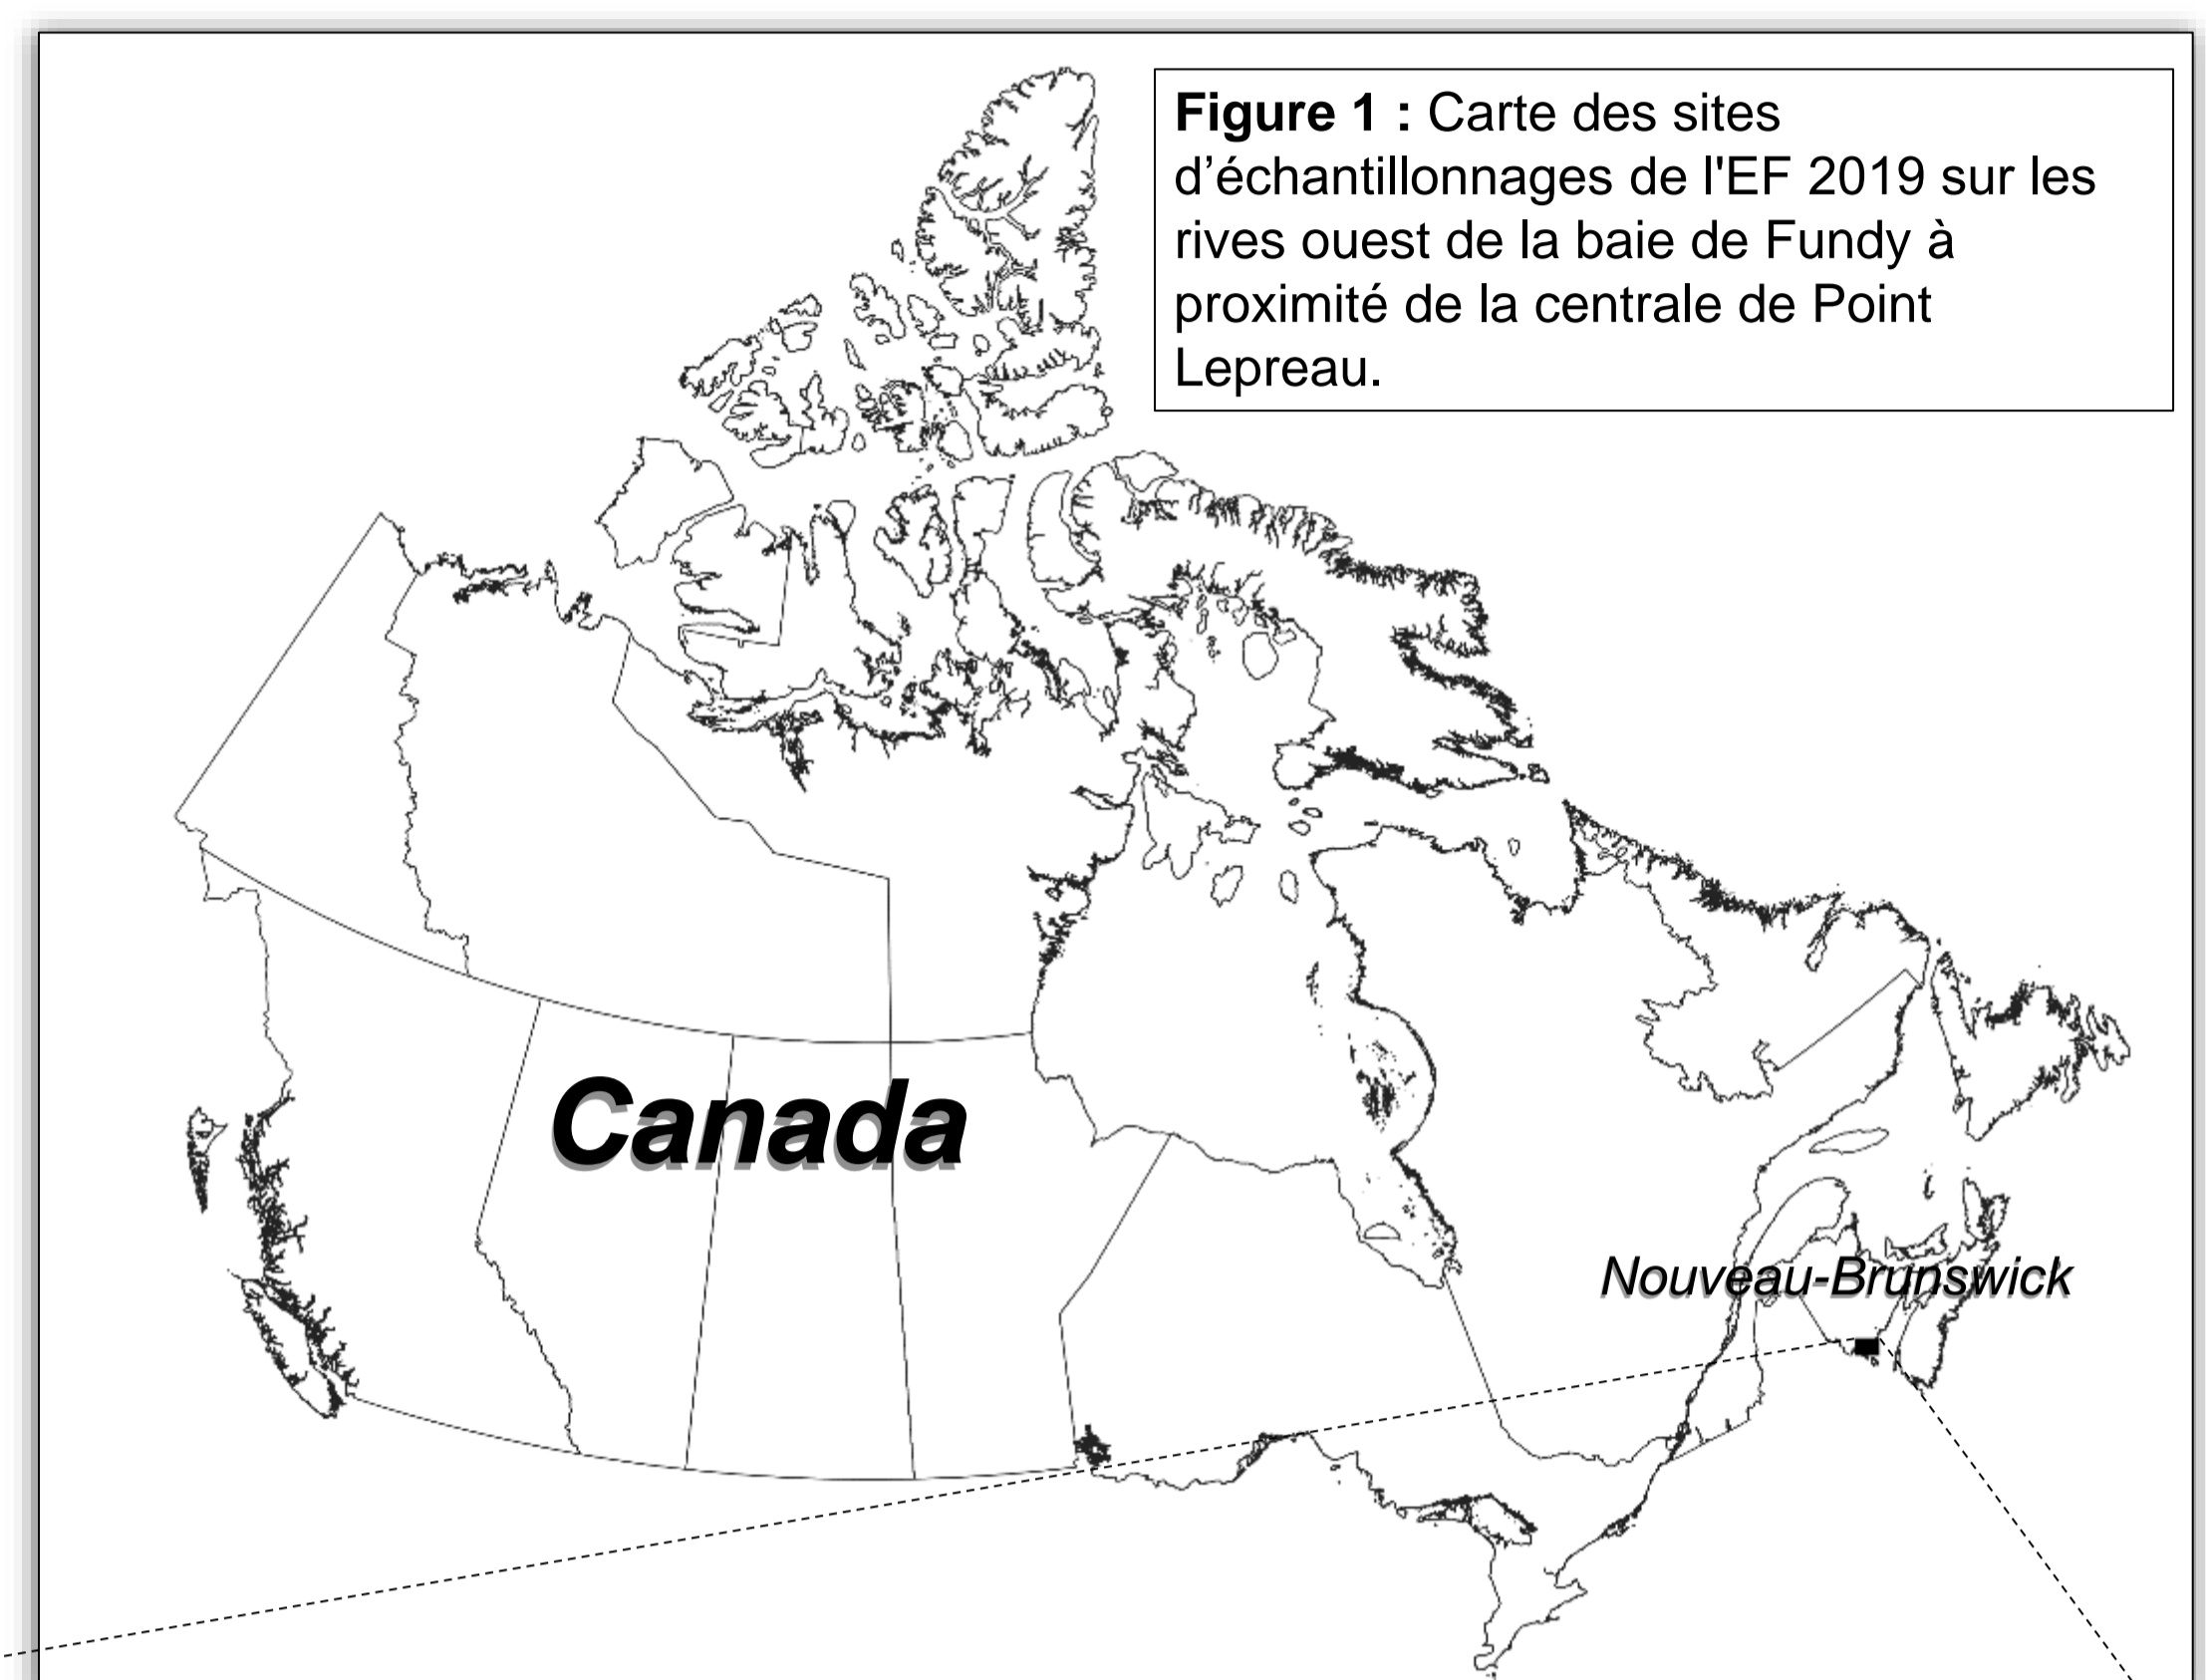 Figure 1 : Carte des sites
d’échantillonnages de l'EF 2019 sur les
rives ouest de la baie de Fundy à
proximité de la centrale de Point
Lepreau.
Canada
Nouveau-Brunswick